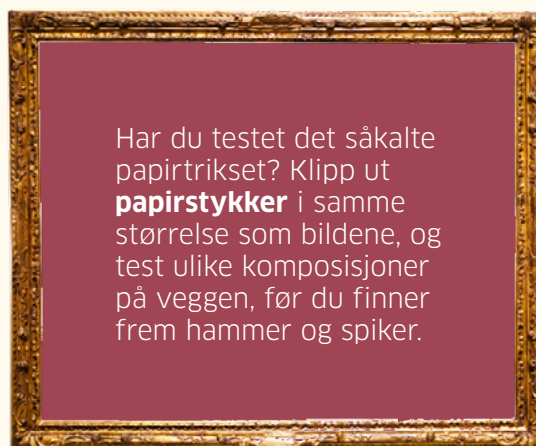 Har du testet det såkalte
papirtrikset? Klipp ut
papirstykker i samme
størrelse som bildene, og
test ulike komposisjoner
på veggen, før du finner
frem hammer og spiker.